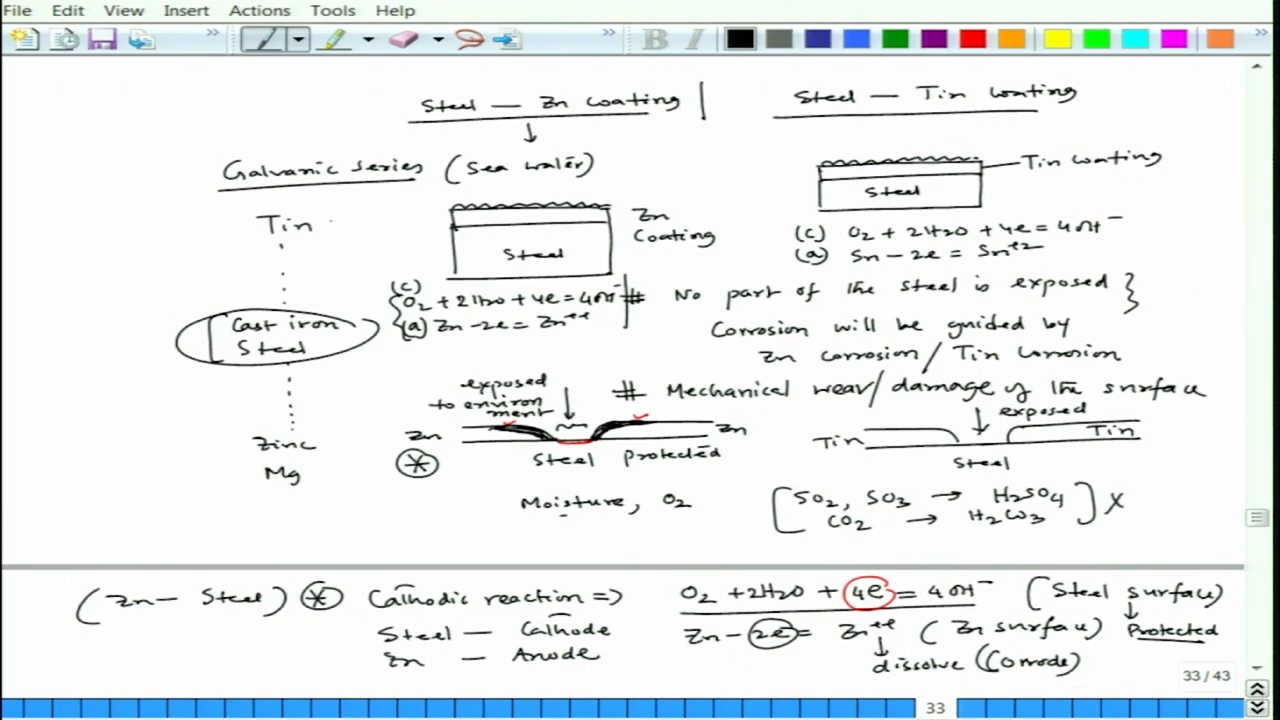 File Edit View Insert Actions Tools Help
Steel — Zn coating
Steel — Tin coating
Galvanic series (Sea water)
Tin
Cast iron
Steel
Zinc
Mg
Zn
Coating
Steel
(c)
O2 + 2H2O + 4e = 4OH-
(a) Zn - 2e = Zn++
Tin coating
Steel
(c) O2 + 2H2O + 4e = 4OH-
(a) Sn - 2e = Sn+2
# No part of the steel is exposed }
Corrosion will be guided by
Zn corrosion / Tin corrosion
# Mechanical wear/damage of the surface
exposed
to environ
ment
Zn
Zn
Steel protected
exposed
Tin
Tin
Steel
Moisture, O2
[SO2, SO3 → H2SO4
CO2 → H2CO3] X
(Zn — Steel) * Cathodic reaction =>
Steel — Cathode
Zn — Anode
O2 + 2H2O + 4e = 4OH- (Steel surface)
Zn - 2e = Zn++ (Zn surface) Protected
dissolve (Corrode)
33 / 43
33